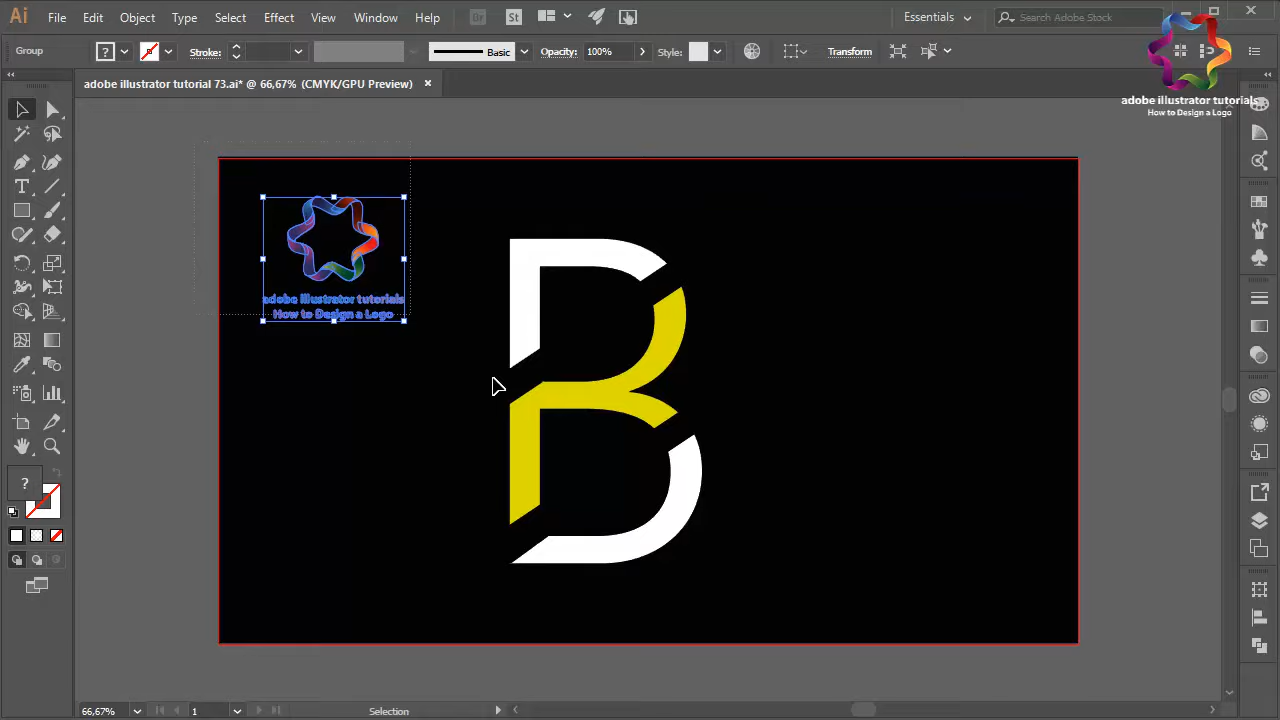 Ai File Edit Object Type Select Effect View Window Help Br St Essentials Search Adobe Stock
Group ? Stroke: Basic Opacity: 100% Style: Transform
adobe illustrator tutorial 73.ai* @ 66,67% (CMYK/GPU Preview) ×
adobe illustrator tutorials
How to Design a Logo
adobe illustrator tutorials
How to Design a Logo
B
?
66,67% 1 Selection